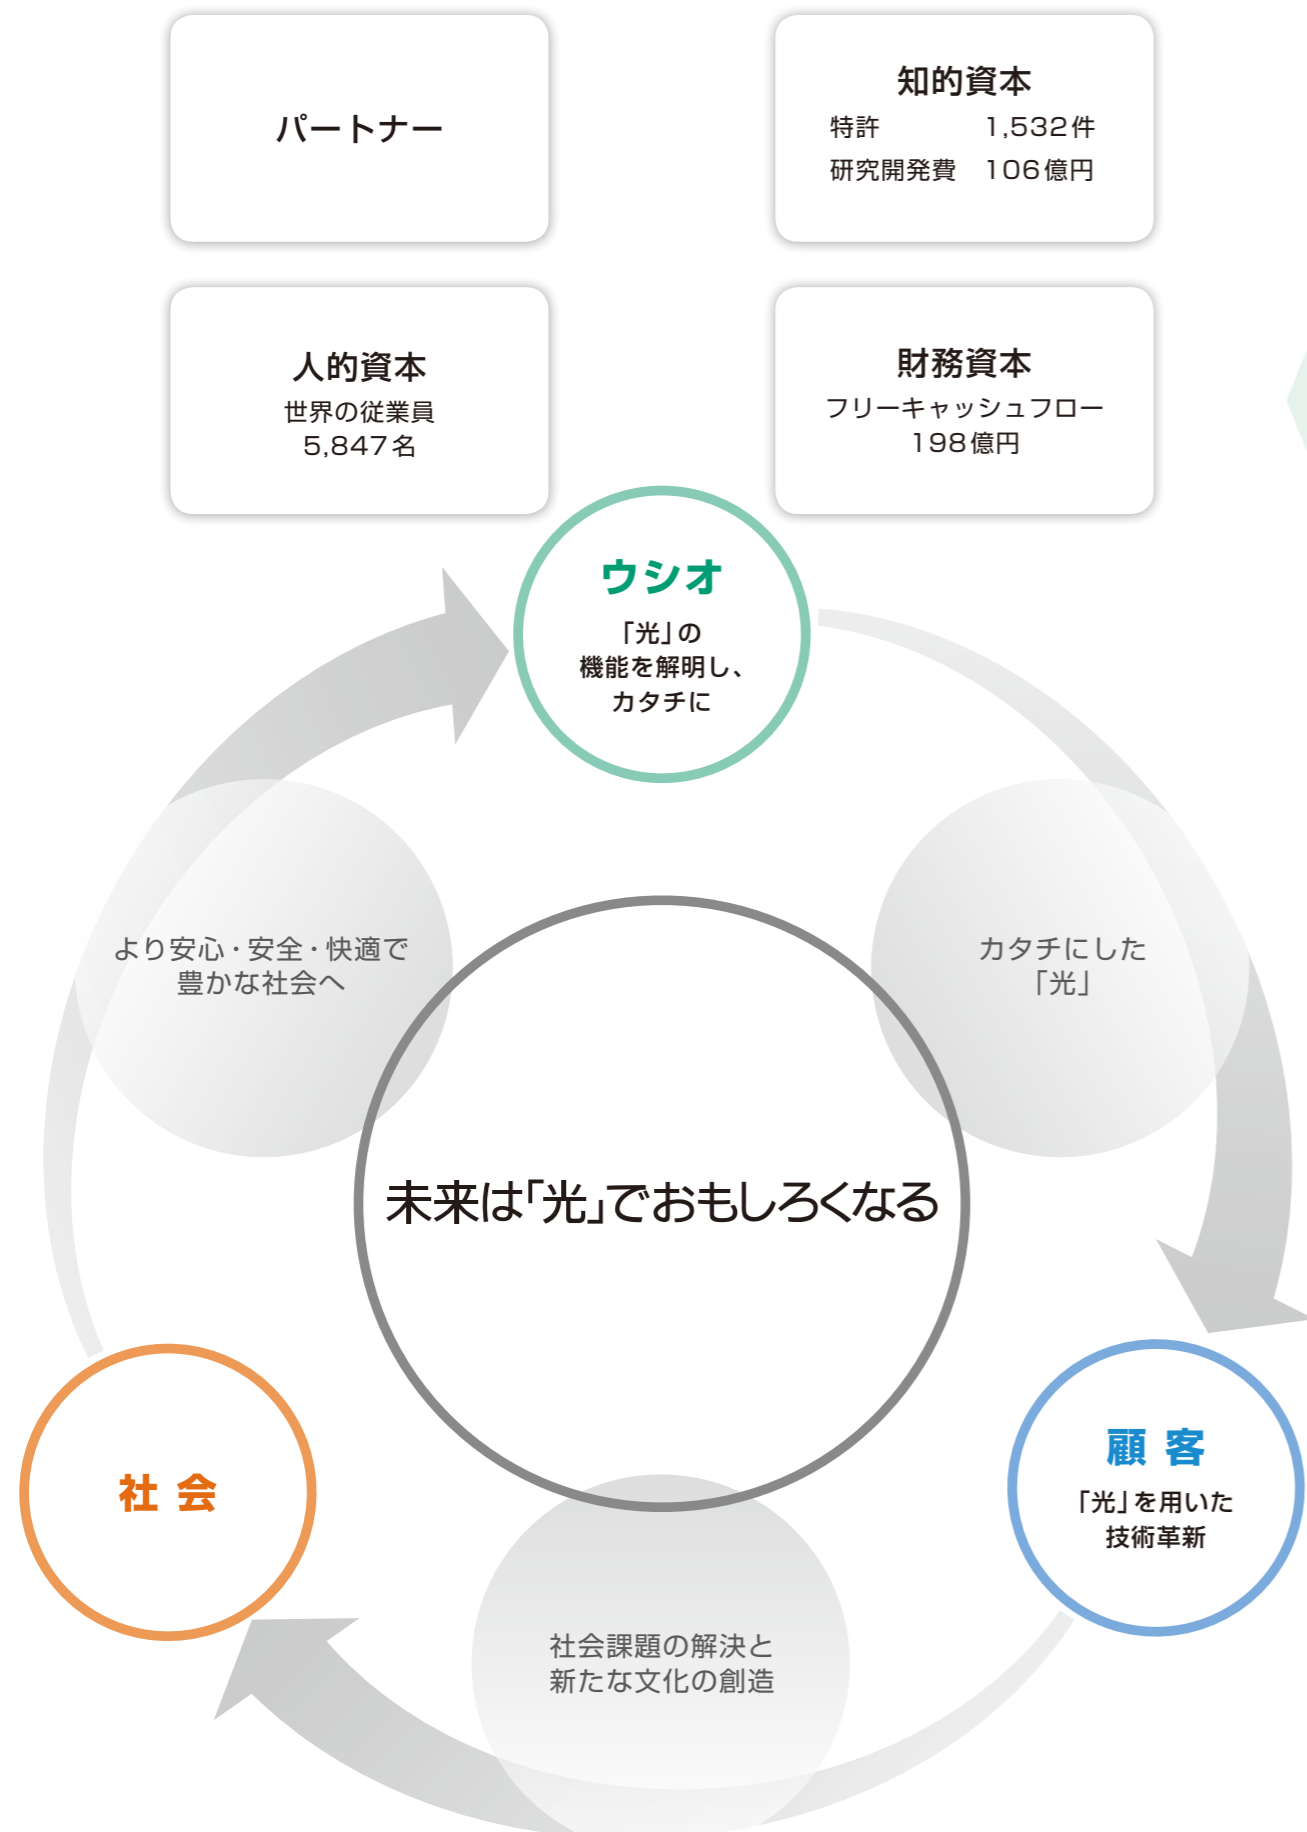 パートナー
知的資本
特許 1,532件
研究開発費 106億円
人的資本
世界の従業員
5,847名
財務資本
フリーキャッシュフロー
198億円
ウシオ
「光」の
機能を解明し、
カタチに
より安心・安全・快適で
豊かな社会へ
カタチにした
「光」
未来は「光」でおもしろくなる
社会
顧客
「光」を用いた
技術革新
社会課題の解決と
新たな文化の創造